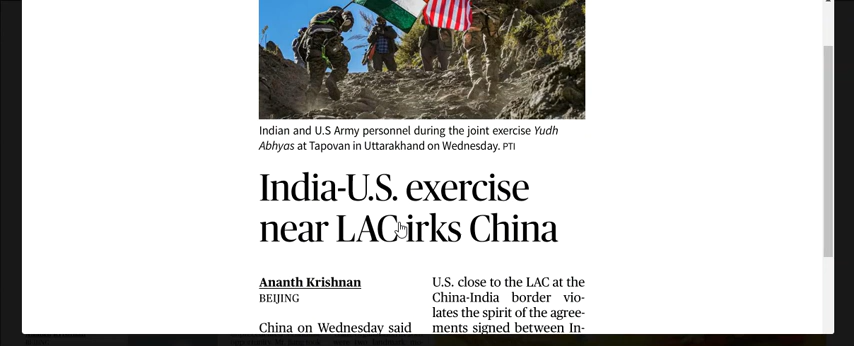 Indian and U.S Army personnel during the joint exercise Yudh
Abhyas at Tapovan in Uttarakhand on Wednesday. PTI
India-U.S. exercise
near LAC irks China
Ananth Krishnan
BEIJING
China on Wednesday said
U.S. close to the LAC at the
China-India border vio-
lates the spirit of the agree-
ments signed between In-